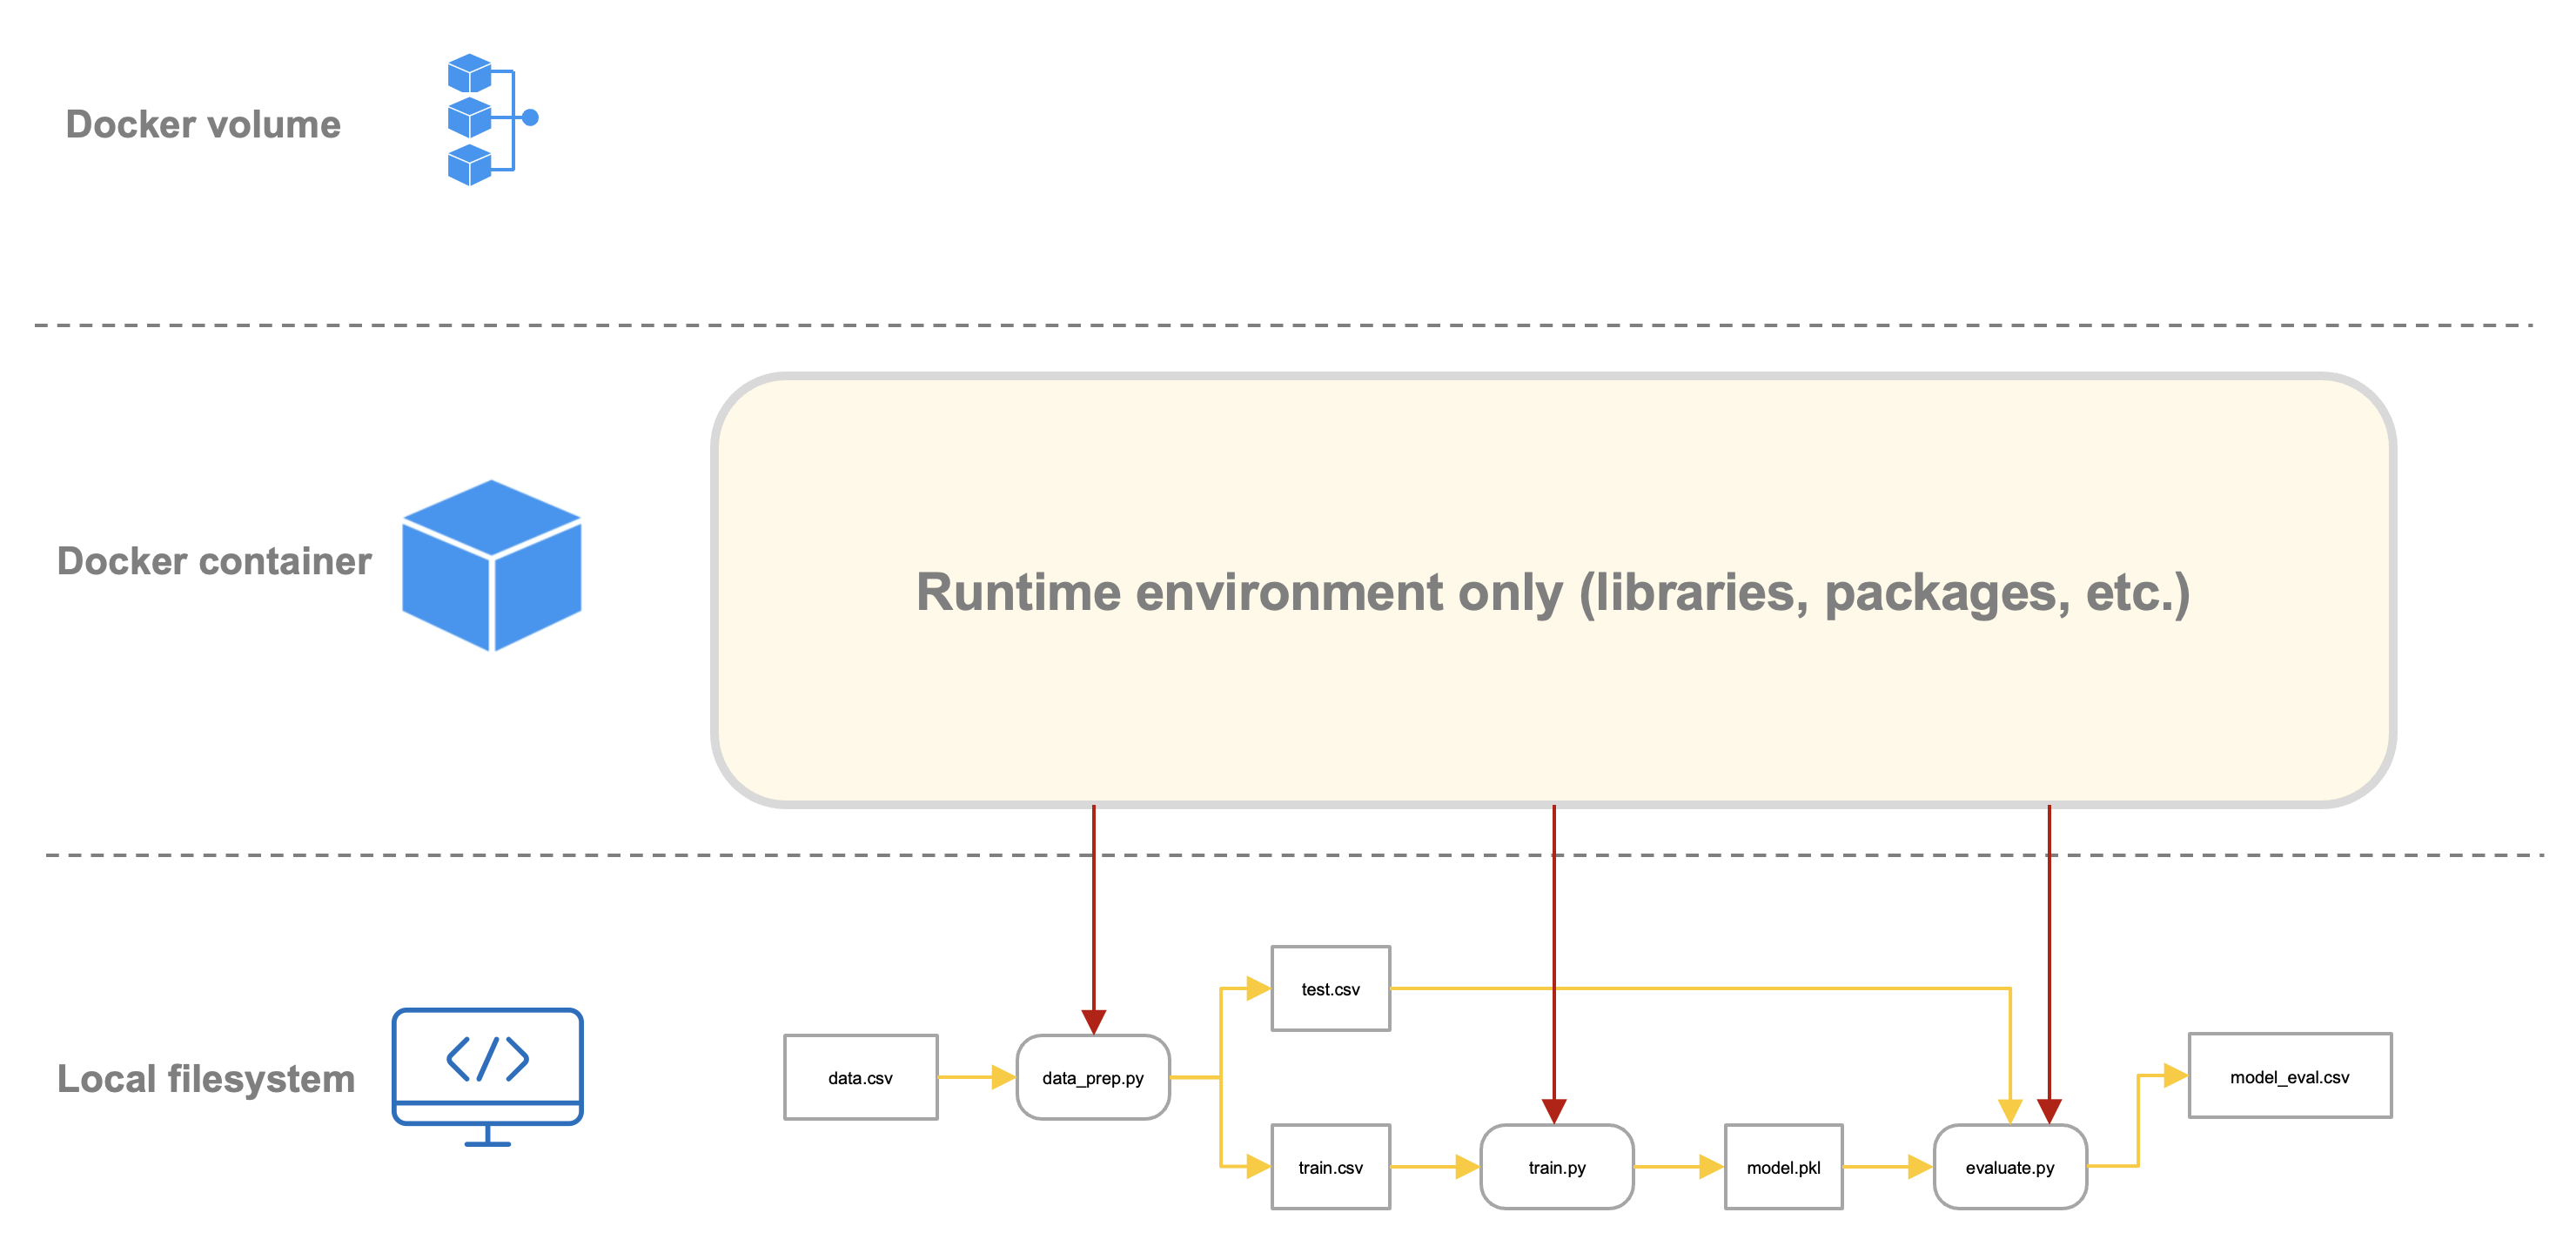 Docker volume
Docker container
Runtime environment only (libraries, packages, etc.)
Local filesystem
</>
data.csv
data_prep.py
test.csv
train.csv
train.py
model.pkl
evaluate.py
model_eval.csv